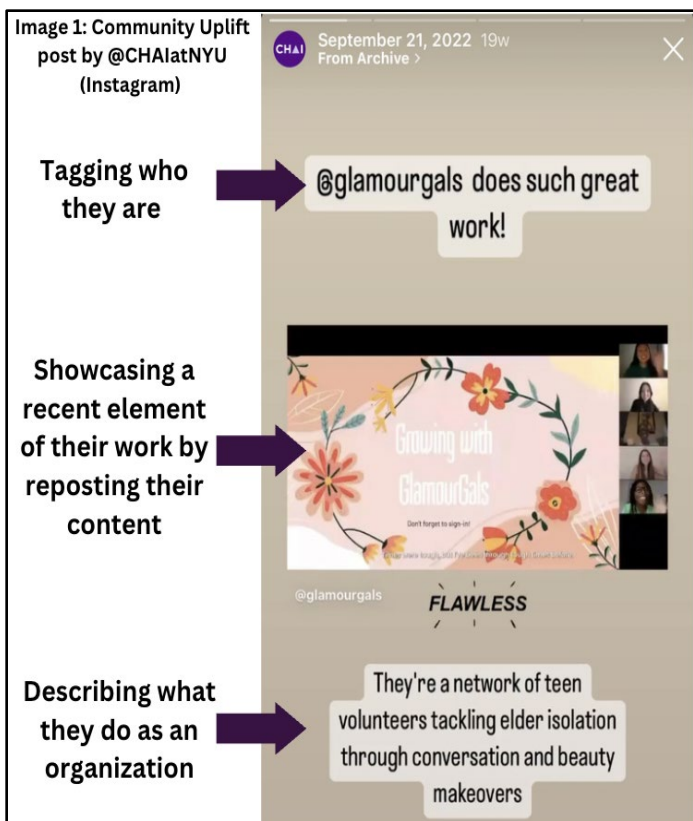 Image 1: Community Uplift
post by @CHAIatNYU
(Instagram)
CHAI
September 21, 2022 19w
From Archive >
Tagging who
they are
@glamourgals does such great
work!
Showcasing a
recent element
of their work by
reposting their
content
Growing with
GlamourGals
Don't forget to sign-in!
@glamourgals
FLAWLESS
Describing what
they do as an
organization
They're a network of teen
volunteers tackling elder isolation
through conversation and beauty
makeovers